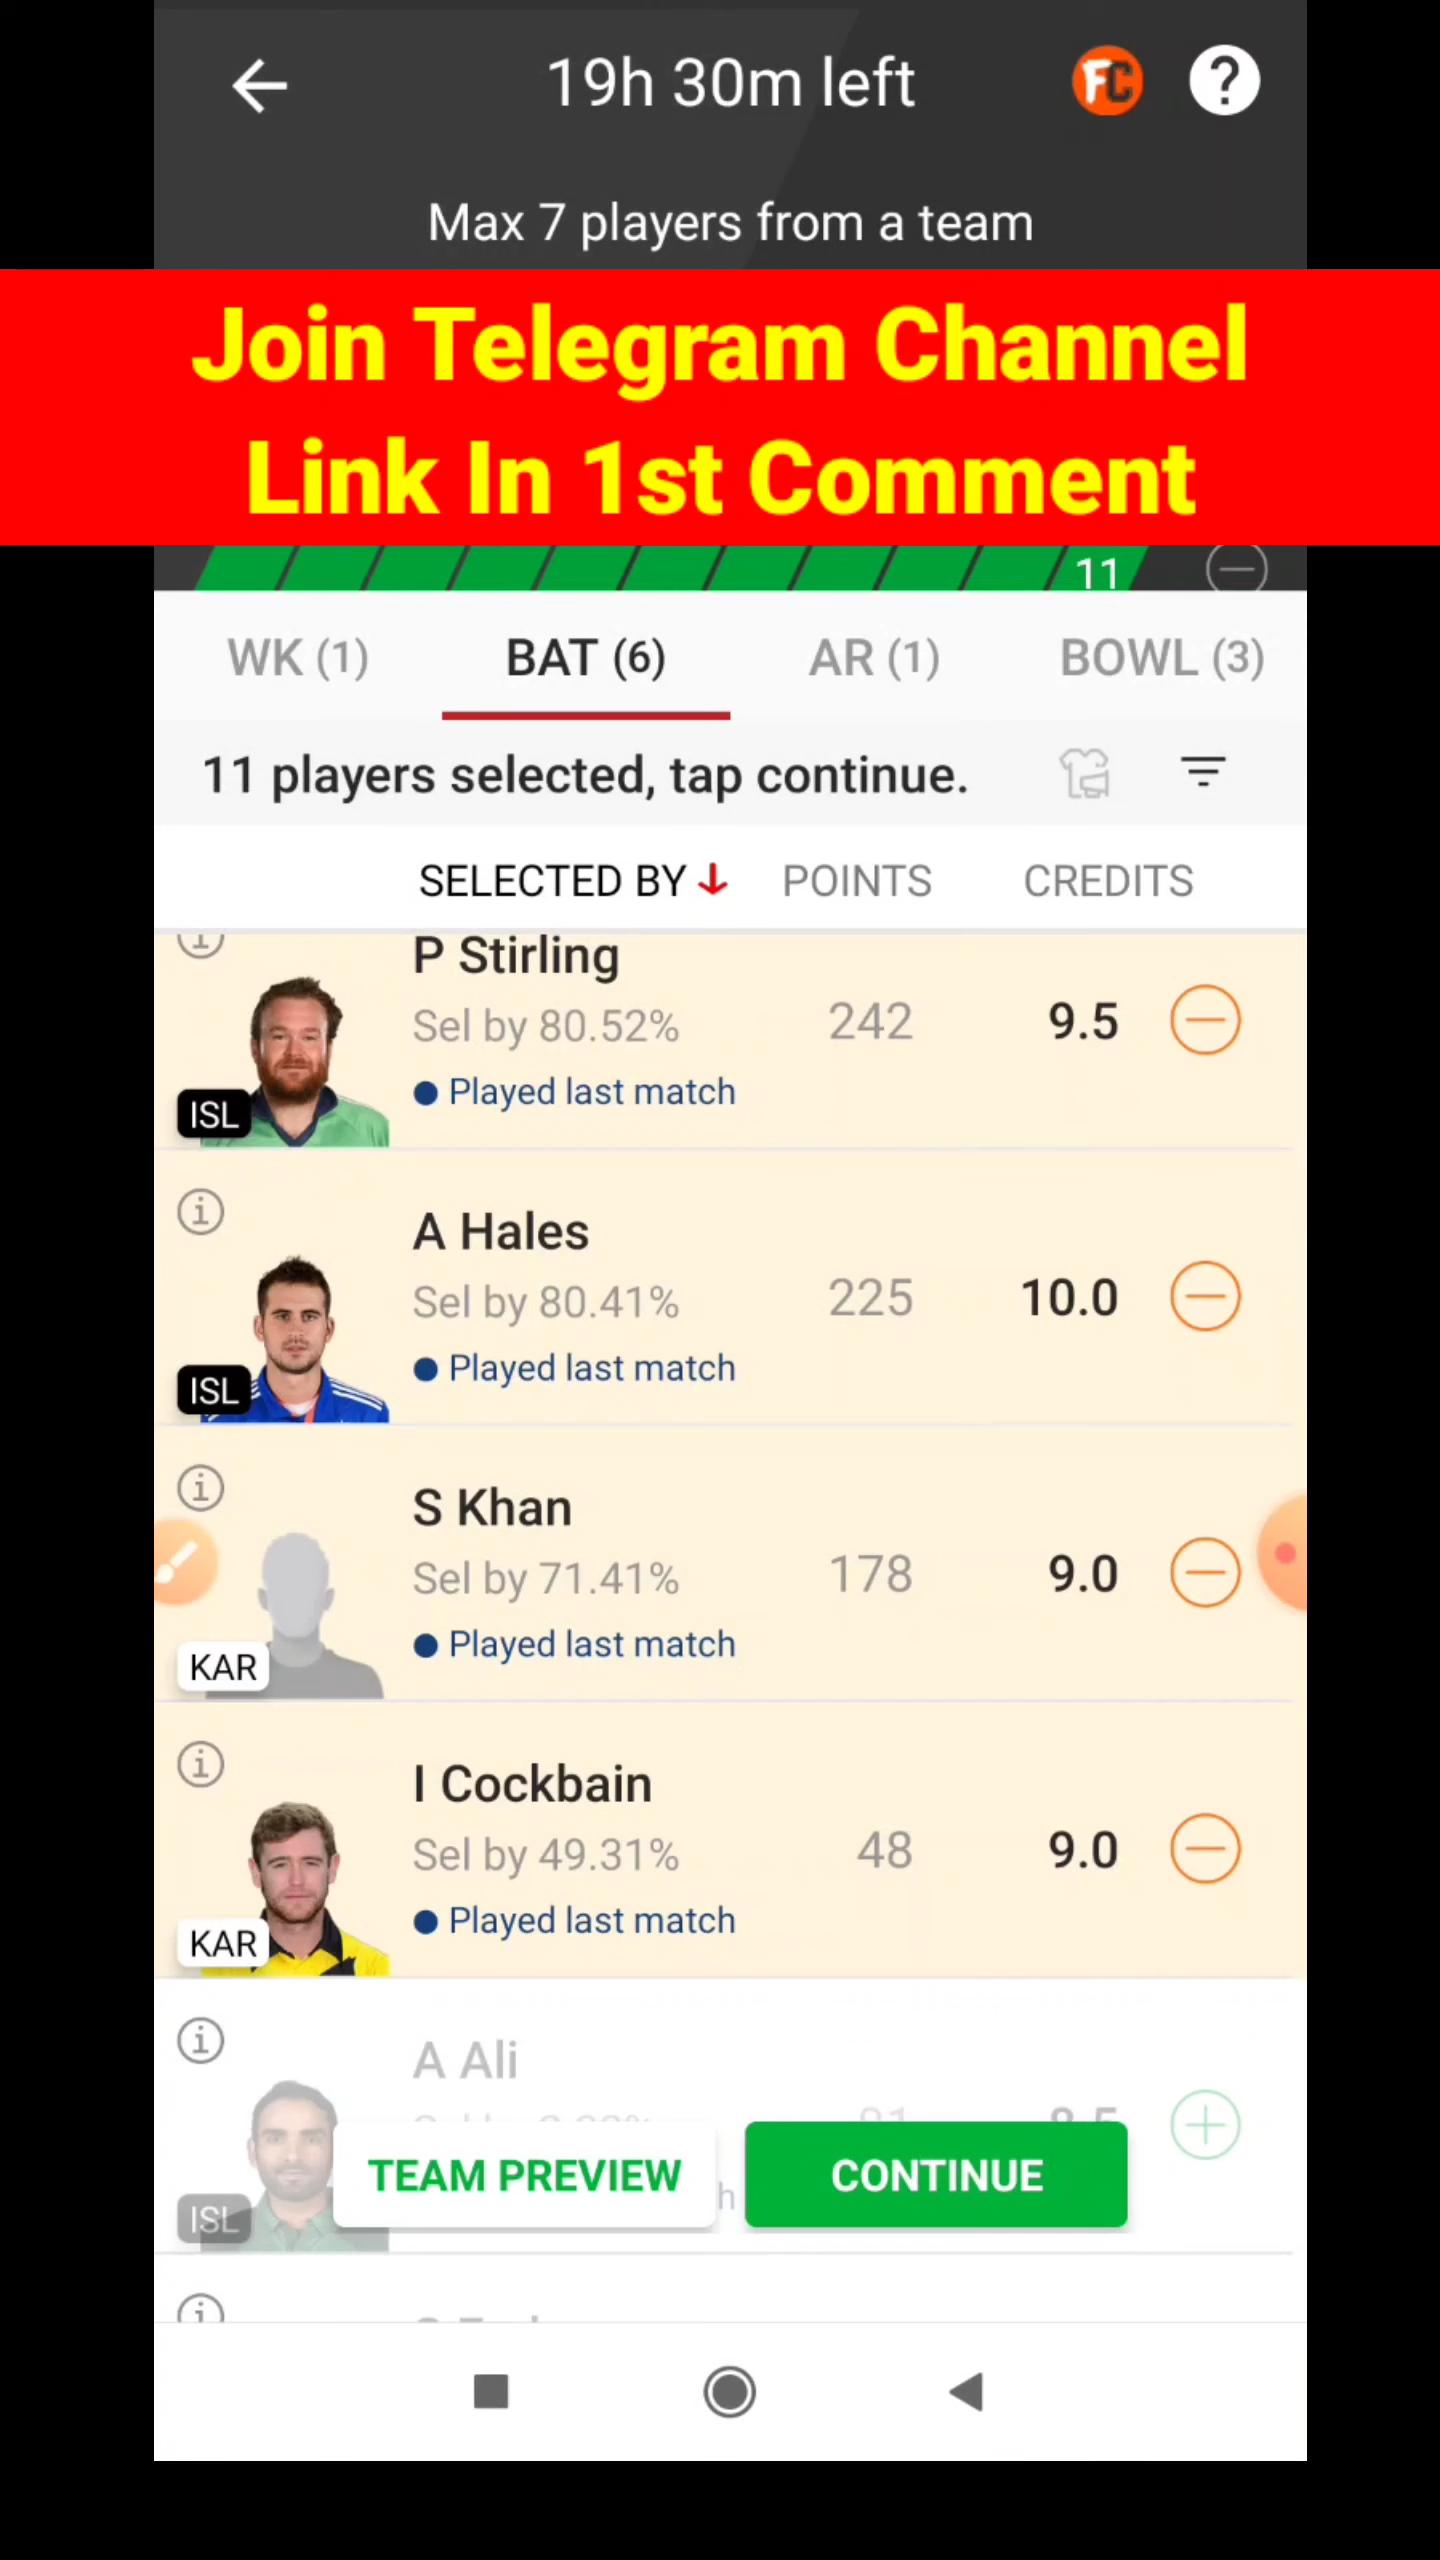 19h 30m left
FC
?
Max 7 players from a team
Join Telegram Channel
Link In 1st Comment
11
WK (1)
BAT (6)
AR (1)
BOWL (3)
11 players selected, tap continue.
SELECTED BY
POINTS
CREDITS
P Stirling
Sel by 80.52%
242
9.5
Played last match
ISL
A Hales
Sel by 80.41%
225
10.0
Played last match
ISL
S Khan
Sel by 71.41%
178
9.0
Played last match
KAR
I Cockbain
Sel by 49.31%
48
9.0
Played last match
KAR
A Ali
ISL
TEAM PREVIEW
CONTINUE